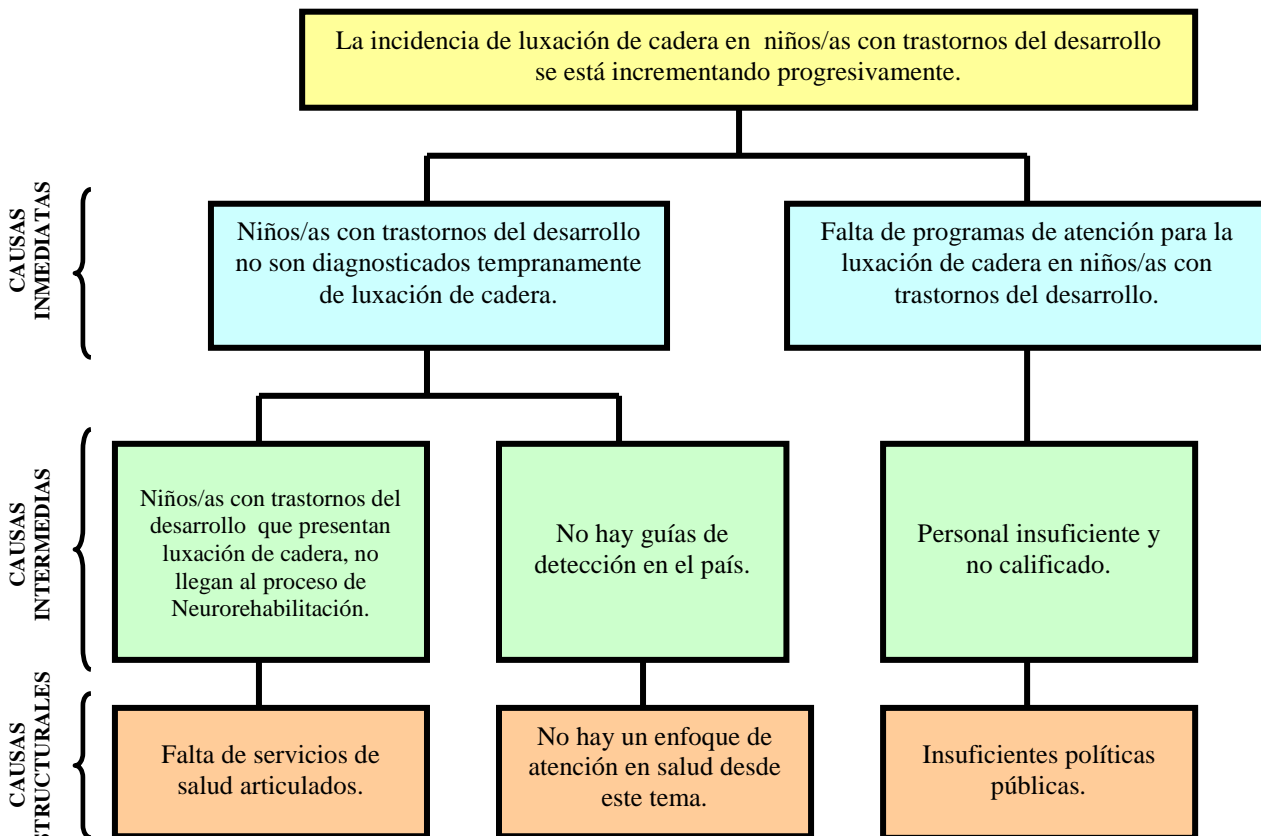 La incidencia de luxación de cadera en niños/as con trastornos del desarrollo
se está incrementando progresivamente.
CAUSAS
INMEDIATAS
Niños/as con trastornos del desarrollo
no son diagnosticados tempranamente
de luxación de cadera.
Falta de programas de atención para la
luxación de cadera en niños/as con
trastornos del desarrollo.
CAUSAS
INTERMEDIAS
Niños/as con trastornos del
desarrollo que presentan
luxación de cadera, no
llegan al proceso de
Neurorehabilitación.
No hay guías de
detección en el país.
Personal insuficiente y
no calificado.
CAUSAS
STRUCTURALES
Falta de servicios de
salud articulados.
No hay un enfoque de
atención en salud desde
este tema.
Insuficientes políticas
públicas.